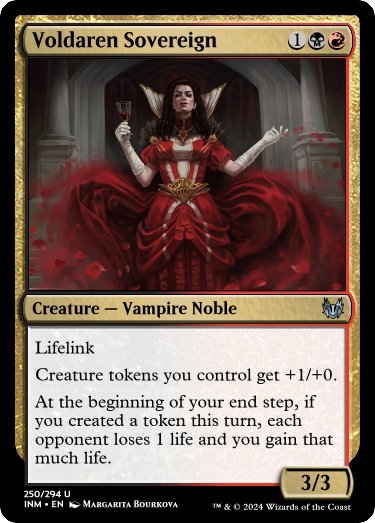 Voldaren Sovereign 1
Creature — Vampire Noble
Lifelink
Creature tokens you control get +1/+0.
At the beginning of your end step, if
you created a token this turn, each
opponent loses 1 life and you gain that
much life.
3/3
250/294 U
INM • EN Margarita Bourkova
™ & © 2024 Wizards of the Coast